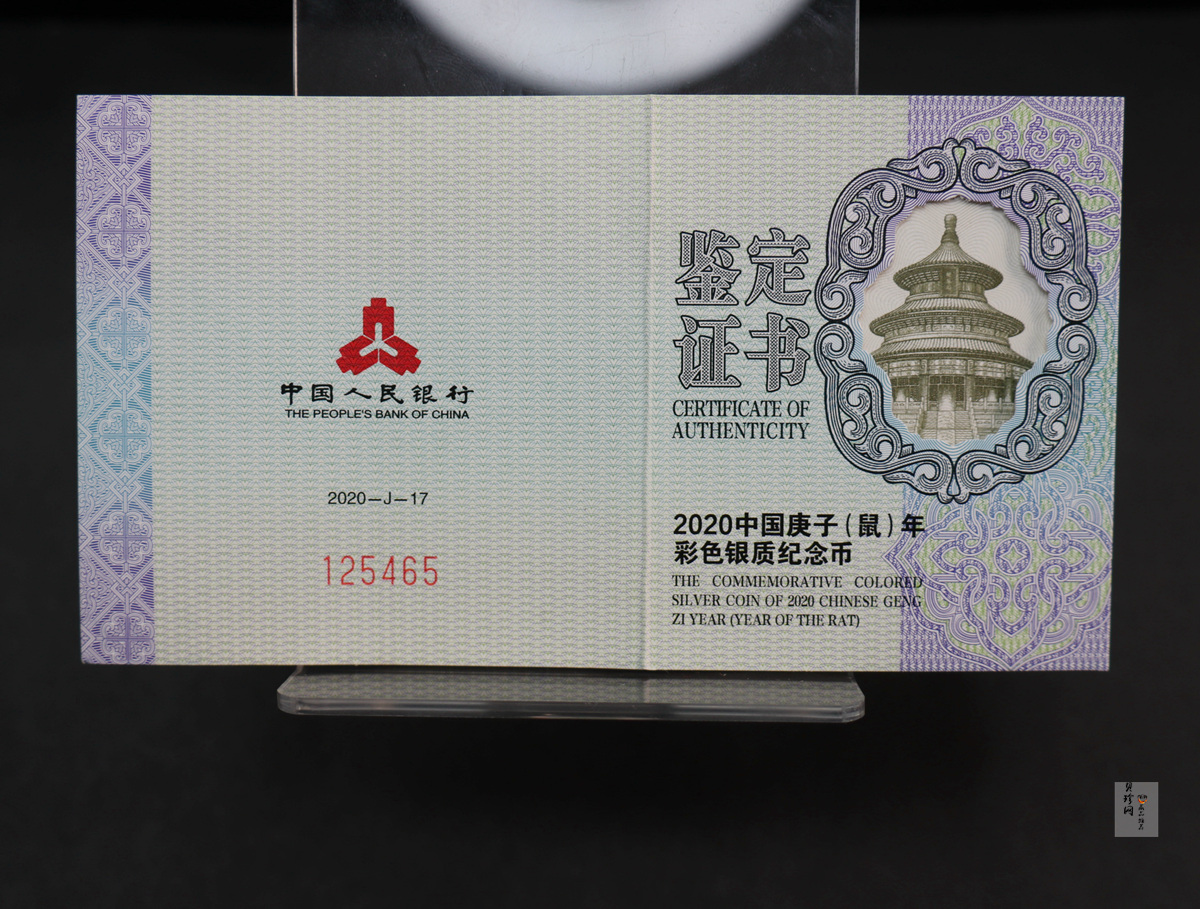 中国人民银行
THE PEOPLE'S BANK OF CHINA
2020－J－17
125465
鉴定
证书
CERTIFICATE OF
AUTHENTICITY
2020中国庚子（鼠）年
彩色银质纪念币
THE COMMEMORATIVE COLORED
SILVER COIN OF 2020 CHINESE GENG
ZI YEAR (YEAR OF THE RAT)